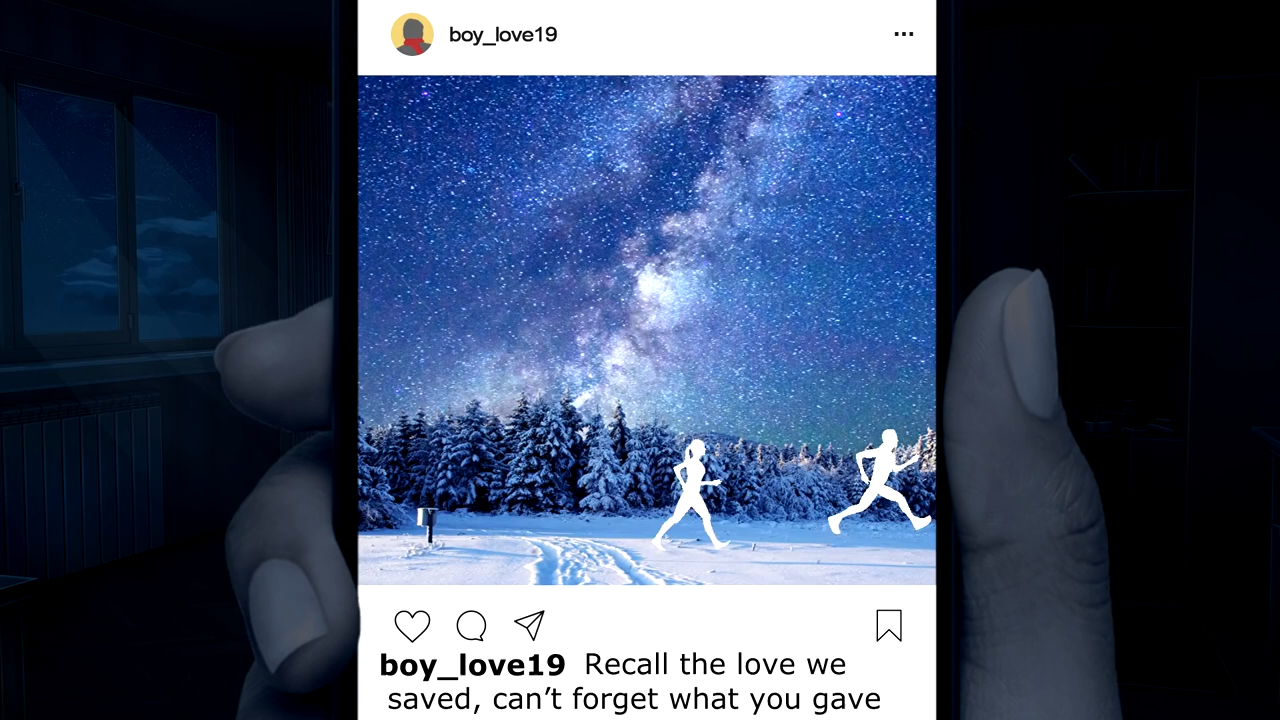 boy_love19
boy_love19 Recall the love we
saved, can’t forget what you gave